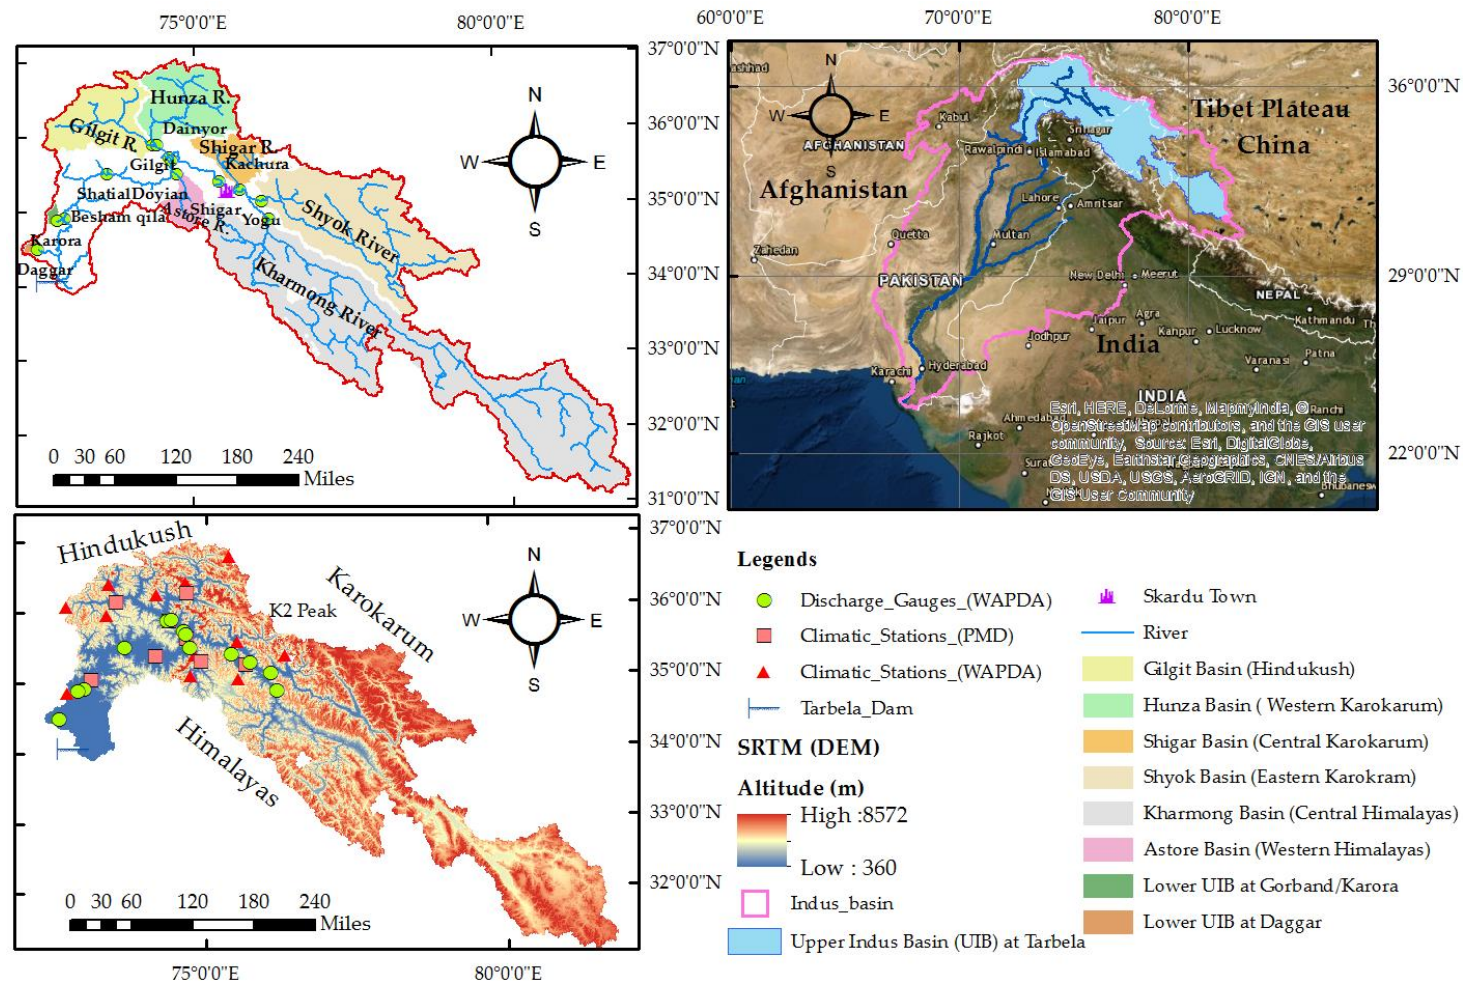 75°0'0"E
80°0'0"E
37°0'0"N
36°0'0"N
35°0'0"N
34°0'0"N
33°0'0"N
32°0'0"N
31°0'0"N
Hunza R.
Gilgit R.
Dainyor
Shigar R.
Gilgit
Kachura
Shatial
Doyian
Astore R.
Shigar
Yogu
Besham qila
Karora
Daggar
Shyok River
Kharmong River
N
W
E
S
0 30 60 120 180 240
Miles
60°0'0"E
70°0'0"E
80°0'0"E
36°0'0"N
29°0'0"N
22°0'0"N
N
W
E
S
ashhad
Kabul
AFGHANISTAN
Afghanistan
Rawalpindi
Islamabad
Srinagar
Tibet Plateau
China
Lahore
Amritsar
Zahedan
Quetta
Multan
PAKISTAN
New Delhi
Meerut
NEPAL
Kathmandu
Th
Jaipur
Agra
Kanpur
Lucknow
Jodhpur
India
Varanasi
Patna
Karachi
Hyderabad
INDIA
Ahmedabad
Ranchi
Rajkot
Surat
Bhubanesw
Esri, HERE, DeLorme, MapmyIndia, ©
OpenStreetMap contributors, and the GIS user
community, Source: Esri, DigitalGlobe,
GeoEye, Earthstar Geographics, CNES/Airbus
DS, USDA, USGS, AeroGRID, IGN, and the
GIS User Community
Hindukush
Karokarum
K2 Peak
Himalayas
N
W
E
S
37°0'0"N
36°0'0"N
35°0'0"N
34°0'0"N
33°0'0"N
32°0'0"N
0 30 60 120 180 240
Miles
75°0'0"E
80°0'0"E
Legends
Discharge_Gauges_(WAPDA)
Climatic_Stations_(PMD)
Climatic_Stations_(WAPDA)
Tarbela_Dam
SRTM (DEM)
Altitude (m)
High :8572
Low : 360
Indus_basin
Upper Indus Basin (UIB) at Tarbela
Skardu Town
River
Gilgit Basin (Hindukush)
Hunza Basin ( Western Karokarum)
Shigar Basin (Central Karokarum)
Shyok Basin (Eastern Karokram)
Kharmong Basin (Central Himalayas)
Astore Basin (Western Himalayas)
Lower UIB at Gorband/Karora
Lower UIB at Daggar